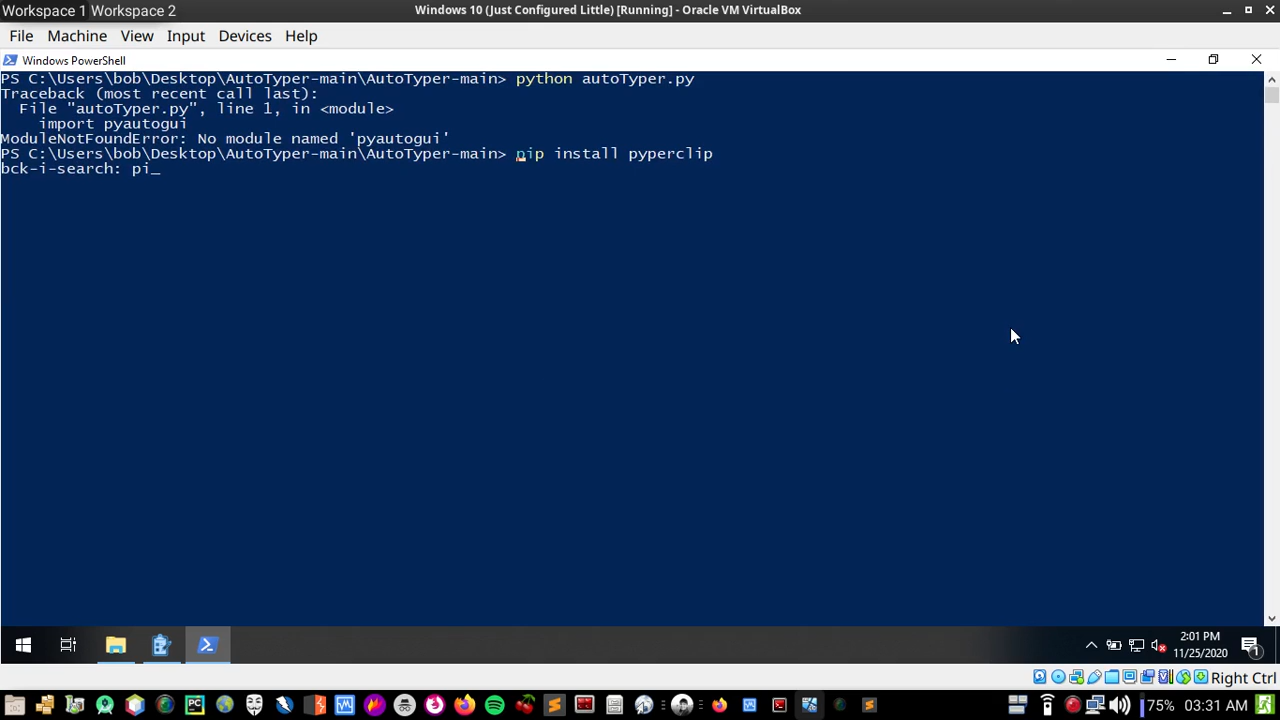 Workspace 1 Workspace 2
Windows 10 (Just Configured Little) [Running] - Oracle VM VirtualBox
File Machine View Input Devices Help
Windows PowerShell
PS C:\Users\bob\Desktop\AutoTyper-main\AutoTyper-main> python autoTyper.py
Traceback (most recent call last):
  File "autoTyper.py", line 1, in <module>
    import pyautogui
ModuleNotFoundError: No module named 'pyautogui'
PS C:\Users\bob\Desktop\AutoTyper-main\AutoTyper-main> pip install pyperclip
bck-i-search: pi_
2:01 PM
11/25/2020
1
Right Ctrl
75% 03:31 AM